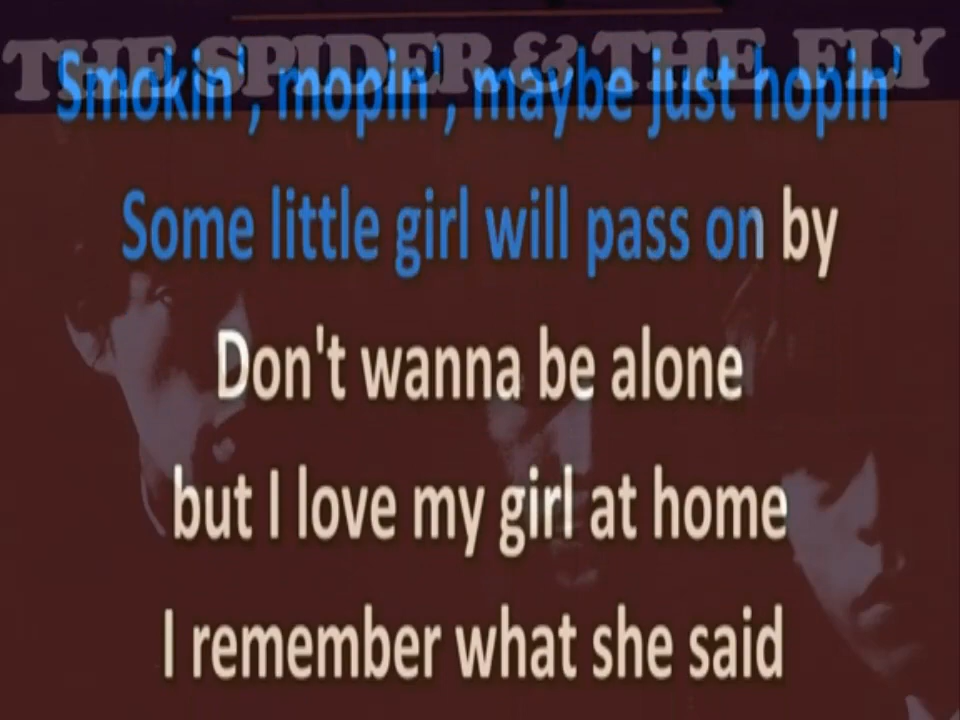 THE SPIDER & THE FLY
Smokin', mopin', maybe just hopin'
Some little girl will pass on by
Don't wanna be alone
but I love my girl at home
I remember what she said